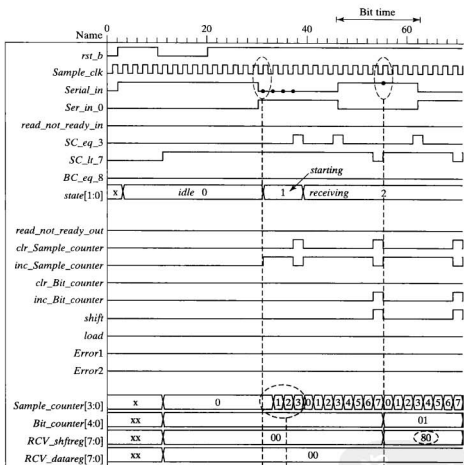 Bit time
Name
0 20 40 60
rst_b
Sample_clk
Serial_in
Ser_in_0
read_not_ready_in
SC_eq_3
SC_lt_7
BC_eq_8
starting
state[1:0] x idle 0 1 receiving 2
read_not_ready_out
clr_Sample_counter
inc_Sample_counter
clr_Bit_counter
inc_Bit_counter
shift
load
Error1
Error2
Sample_counter[3:0] x 0 1 2 3 0 1 2 3 4 5 6 7 0 1 2 3 4 5 6 7
Bit_counter[4:0] xx 01
RCV_shftreg[7:0] xx 00 80
RCV_datareg[7:0] xx 00